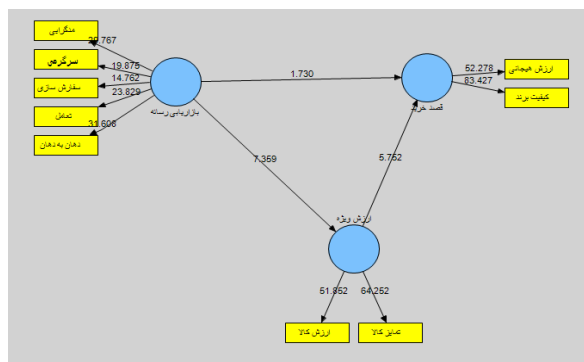 مدگرایی
20.767
سرگرمی
19.875
سفارش سازی
14.762
تعامل
23.829
دهان به دهان
31.606
بازاریابی رسانه
1.730
قصد خرید
52.278
ارزش هیجانی
83.427
کیفیت برند
7.359
5.752
ارزش ویژه
51.852
64.252
ارزش کالا
تمایز کالا